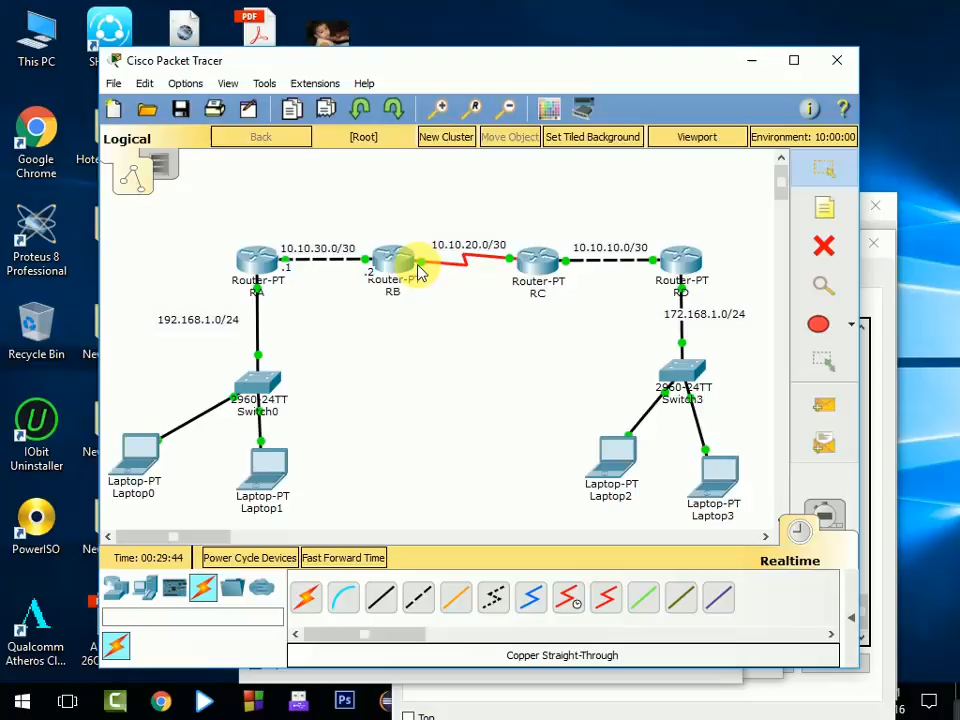 This PC
PDF
Cisco Packet Tracer
File Edit Options View Tools Extensions Help
Logical
Back
[Root]
New Cluster
Move Object
Set Tiled Background
Viewport
Environment: 10:00:00
Google
Chrome
Proteus 8
Professional
Recycle Bin
IObit
Uninstaller
PowerISO
Qualcomm
Atheros Cl...
10.10.30.0/30
10.10.20.0/30
10.10.10.0/30
.1
.2
Router-PT
RA
RB
Router-PT
RC
192.168.1.0/24
172.168.1.0/24
2960-24TT
Switch0
2960-24TT
Switch3
Laptop-PT
Laptop0
Laptop-PT
Laptop1
Laptop-PT
Laptop2
Laptop-PT
Laptop3
Time: 00:29:44
Power Cycle Devices
Fast Forward Time
Realtime
Copper Straight-Through
Top
Ps